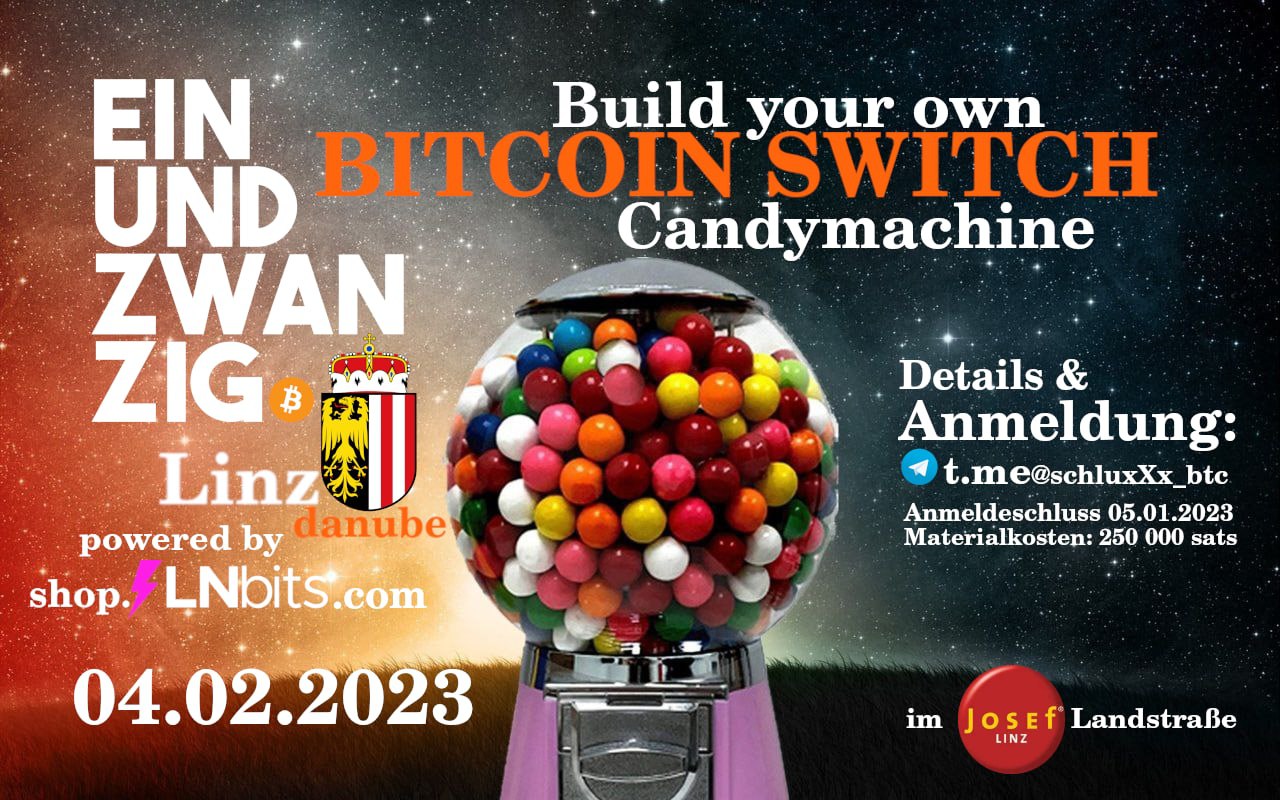 EIN
UND
ZWAN
ZIG
Linz
danube
powered by
shop.LNbits.com
04.02.2023
Build your own
BITCOIN SWITCH
Candymachine
Details &
Anmeldung:
t.me@schluxXx_btc
Anmeldeschluss 05.01.2023
Materialkosten: 250 000 sats
im JOSEf® LINZ Landstraße